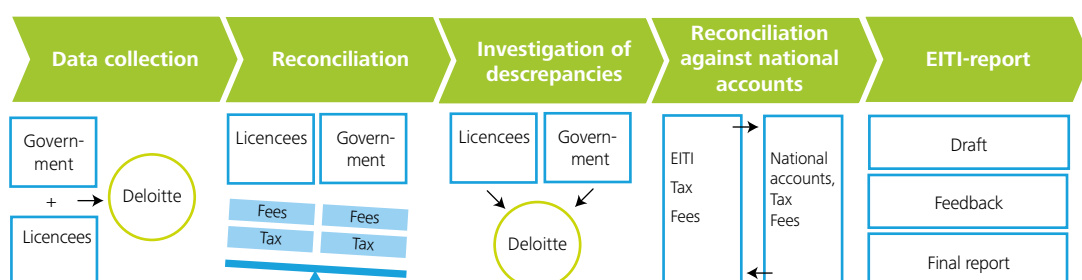 Data collection
Reconciliation
Investigation of
descrepancies
Reconciliation
against national
accounts
EITI-report
Govern-
ment
+
Licencees
Deloitte
Licencees
Govern-
ment
Fees
Fees
Tax
Tax
Licencees
Govern-
ment
Deloitte
EITI
Tax
Fees
National
accounts,
Tax
Fees
Draft
Feedback
Final report